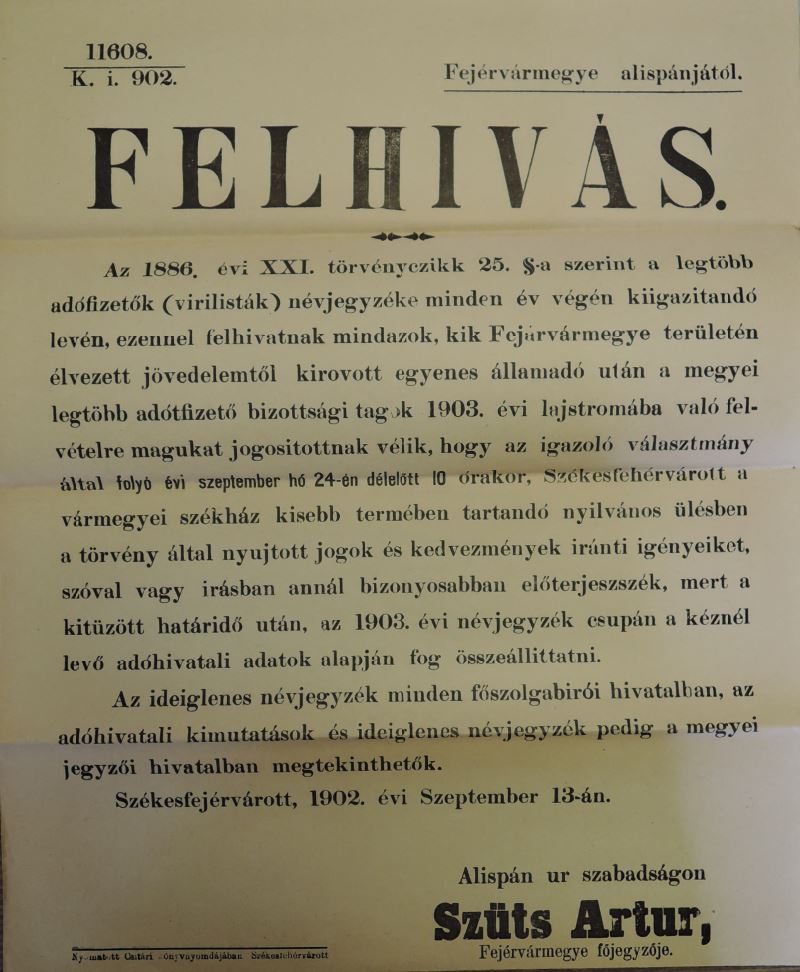 11608.
K. i. 902.
Fejérvármegye alispánjától.
FELHIVÁS.
Az 1886. évi XXI. törvényczikk 25. §-a szerint a legtöbb
adófizetők (virilisták) névjegyzéke minden év végén kiigazitandó
levén, ezennel felhivatnak mindazok, kik Fejérvármegye területén
élvezett jövedelemtől kirovott egyenes államadó után a megyei
legtöbb adótfizető bizottsági tagok 1903. évi lajstromába való fel-
vételre magukat jogositottnak vélik, hogy az igazoló választmány
által folyó évi szeptember hó 24-én délelőtt 10 órakor, Székesfehérvárott a
vármegyei székház kisebb termében tartandó nyilvános ülésben
a törvény által nyujtott jogok és kedvezmények iránti igényeiket,
szóval vagy irásban annál bizonyosabban előterjeszszék, mert a
kitüzött határidő után, az 1903. évi névjegyzék csupán a kéznél
levő adóhivatali adatok alapján fog összeállittatni.
Az ideiglenes névjegyzék minden főszolgabirói hivatalban, az
adóhivatali kimutatások és ideiglenes névjegyzék pedig a megyei
jegyzői hivatalban megtekinthetők.
Székesfejérvárott, 1902. évi Szeptember 13-án.
Alispán ur szabadságon
Szüts Artur,
Fejérvármegye főjegyzője.
Nyomatott Csitári Könyvnyomdájában Székesfehérvárott